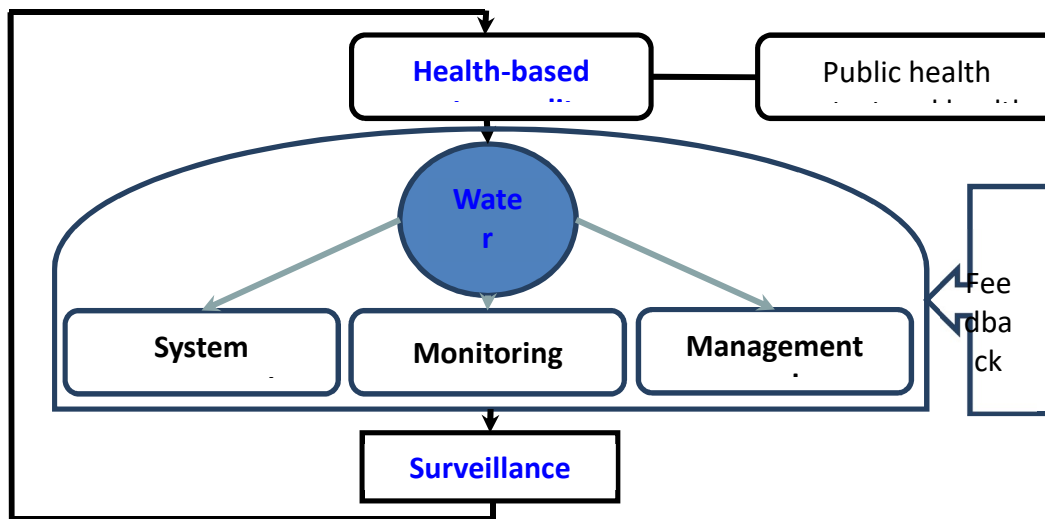 Health-based
Public health
Wate
r
System
Monitoring
Management
Fee
dba
ck
Surveillance